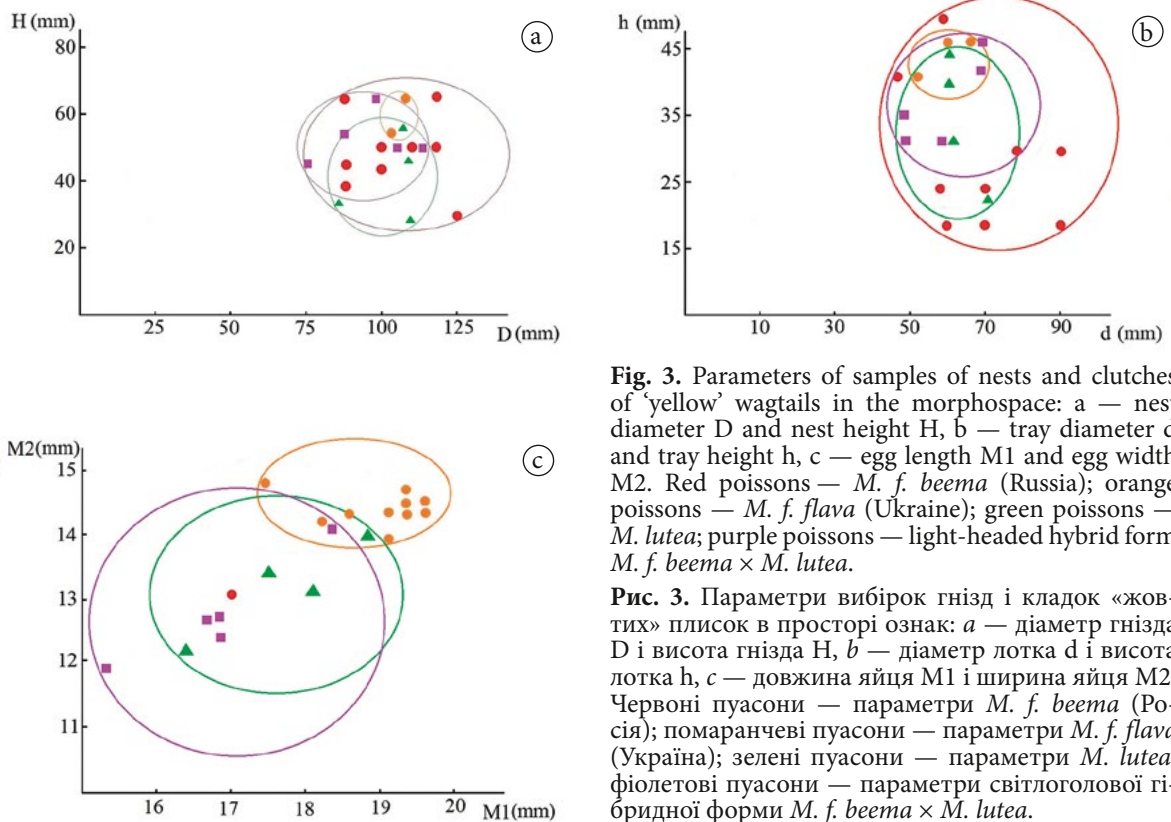 H (mm)
a
80
60
40
20
25 50 75 100 125
D (mm)
h (mm)
b
45
35
25
15
10 30 50 70 90
d (mm)
M2(mm)
c
15
14
13
12
11
16 17 18 19 20
M1(mm)
Fig. 3. Parameters of samples of nests and clutches
of ‘yellow’ wagtails in the morphospace: a — nest
diameter D and nest height H, b — tray diameter d
and tray height h, c — egg length M1 and egg width
M2. Red poissons — M. f. beema (Russia); orange
poissons — M. f. flava (Ukraine); green poissons —
M. lutea; purple poissons — light-headed hybrid form
M. f. beema × M. lutea.
Рис. 3. Параметри вибірок гнізд і кладок «жов-
тих» плисок в просторі ознак: a — діаметр гнізда
D і висота гнізда H, b — діаметр лотка d і висота
лотка h, c — довжина яйця M1 і ширина яйця M2
Червоні пуасони — параметри M. f. beema (Ро-
сія); помаранчеві пуасони — параметри M. f. flava
(Україна); зелені пуасони — параметри M. lutea
фіолетові пуасони — параметри світлоголової гі-
бридної форми M. f. beema × M. lutea.